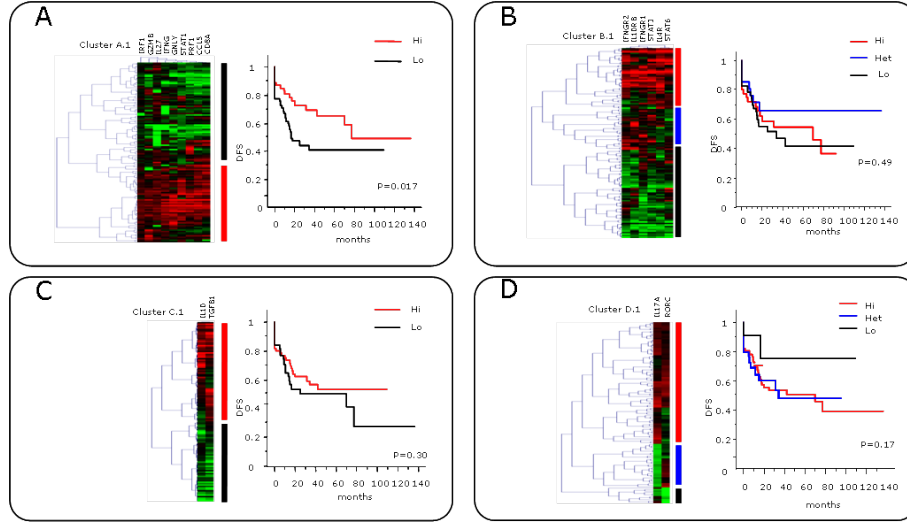 A
Cluster A.1
IRF1
GZMB
IL27
IFNG
GNLY
STAT1
PRF1
CCL5
CD8A
Hi
Lo
1
0.8
0.6
0.4
0.2
0
DFS
P=0.017
0 20 40 60 80 100 120 140
months
B
Cluster B.1
IFNGR2
IL10RB
IFNGR1
STAT3
IL4R
STAT6
Hi
Het
Lo
1
0.8
0.6
0.4
0.2
0
DFS
P=0.49
0 20 40 60 80 100 120 140
months
C
Cluster C.1
TGFB1
Hi
Lo
1
0.8
0.6
0.4
0.2
0
DFS
P=0.30
0 20 40 60 80 100 120 140
months
D
Cluster D.1
IL17A
RORC
Hi
Het
Lo
1
0.8
0.6
0.4
0.2
0
DFS
P=0.17
0 20 40 60 80 100 120 140
months